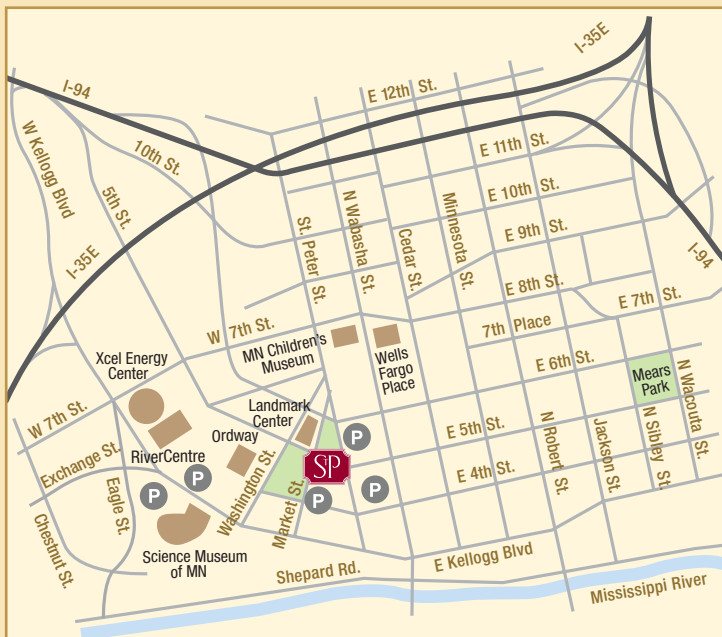 I-35E
I-94
E 12th St.
W Kellogg Blvd
10th St.
E 11th St.
5th St.
E 10th St.
N Wabasha St.
Minnesota St.
St. Peter St.
Cedar St.
E 9th St.
I-35E
I-94
E 8th St.
E 7th St.
W 7th St.
7th Place
MN Children's
Museum
Wells
Fargo
Place
Xcel Energy
Center
E 6th St.
Mears
Park
N Wacouta St.
Landmark
Center
W 7th St.
E 5th St.
N Robert St.
Jackson St.
N Sibley St.
Ordway
P
RiverCentre
Exchange St.
SP
E 4th St.
Washington St.
Eagle St.
P
P
P
P
Market St.
Chestnut St.
Science Museum
of MN
E Kellogg Blvd
Shepard Rd.
Mississippi River